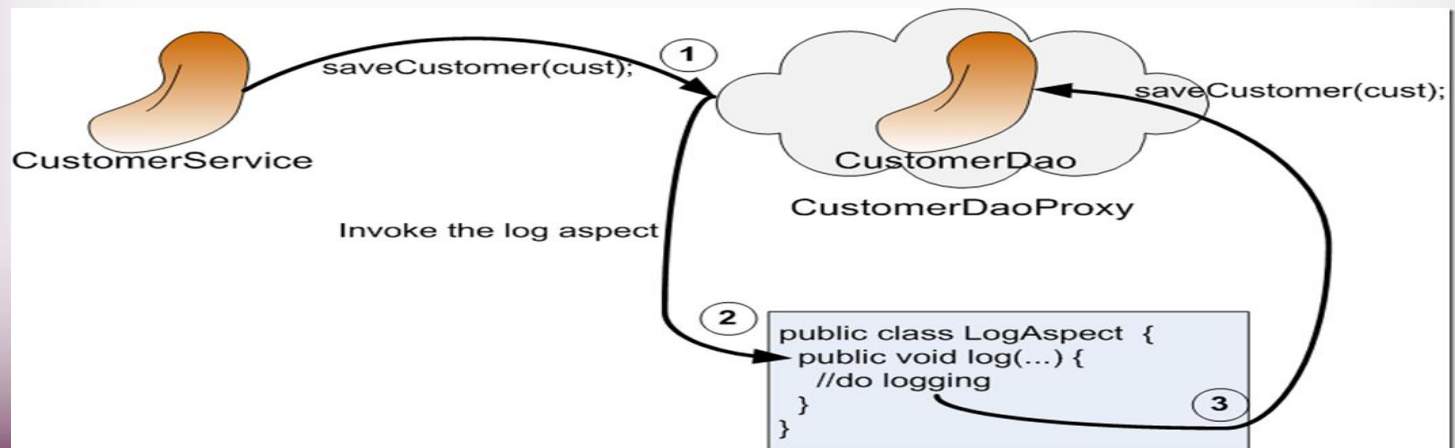 saveCustomer(cust);
1
saveCustomer(cust);
CustomerService
CustomerDao
CustomerDaoProxy
Invoke the log aspect
2
public class LogAspect {
public void log(...) {
//do logging
}
}
3